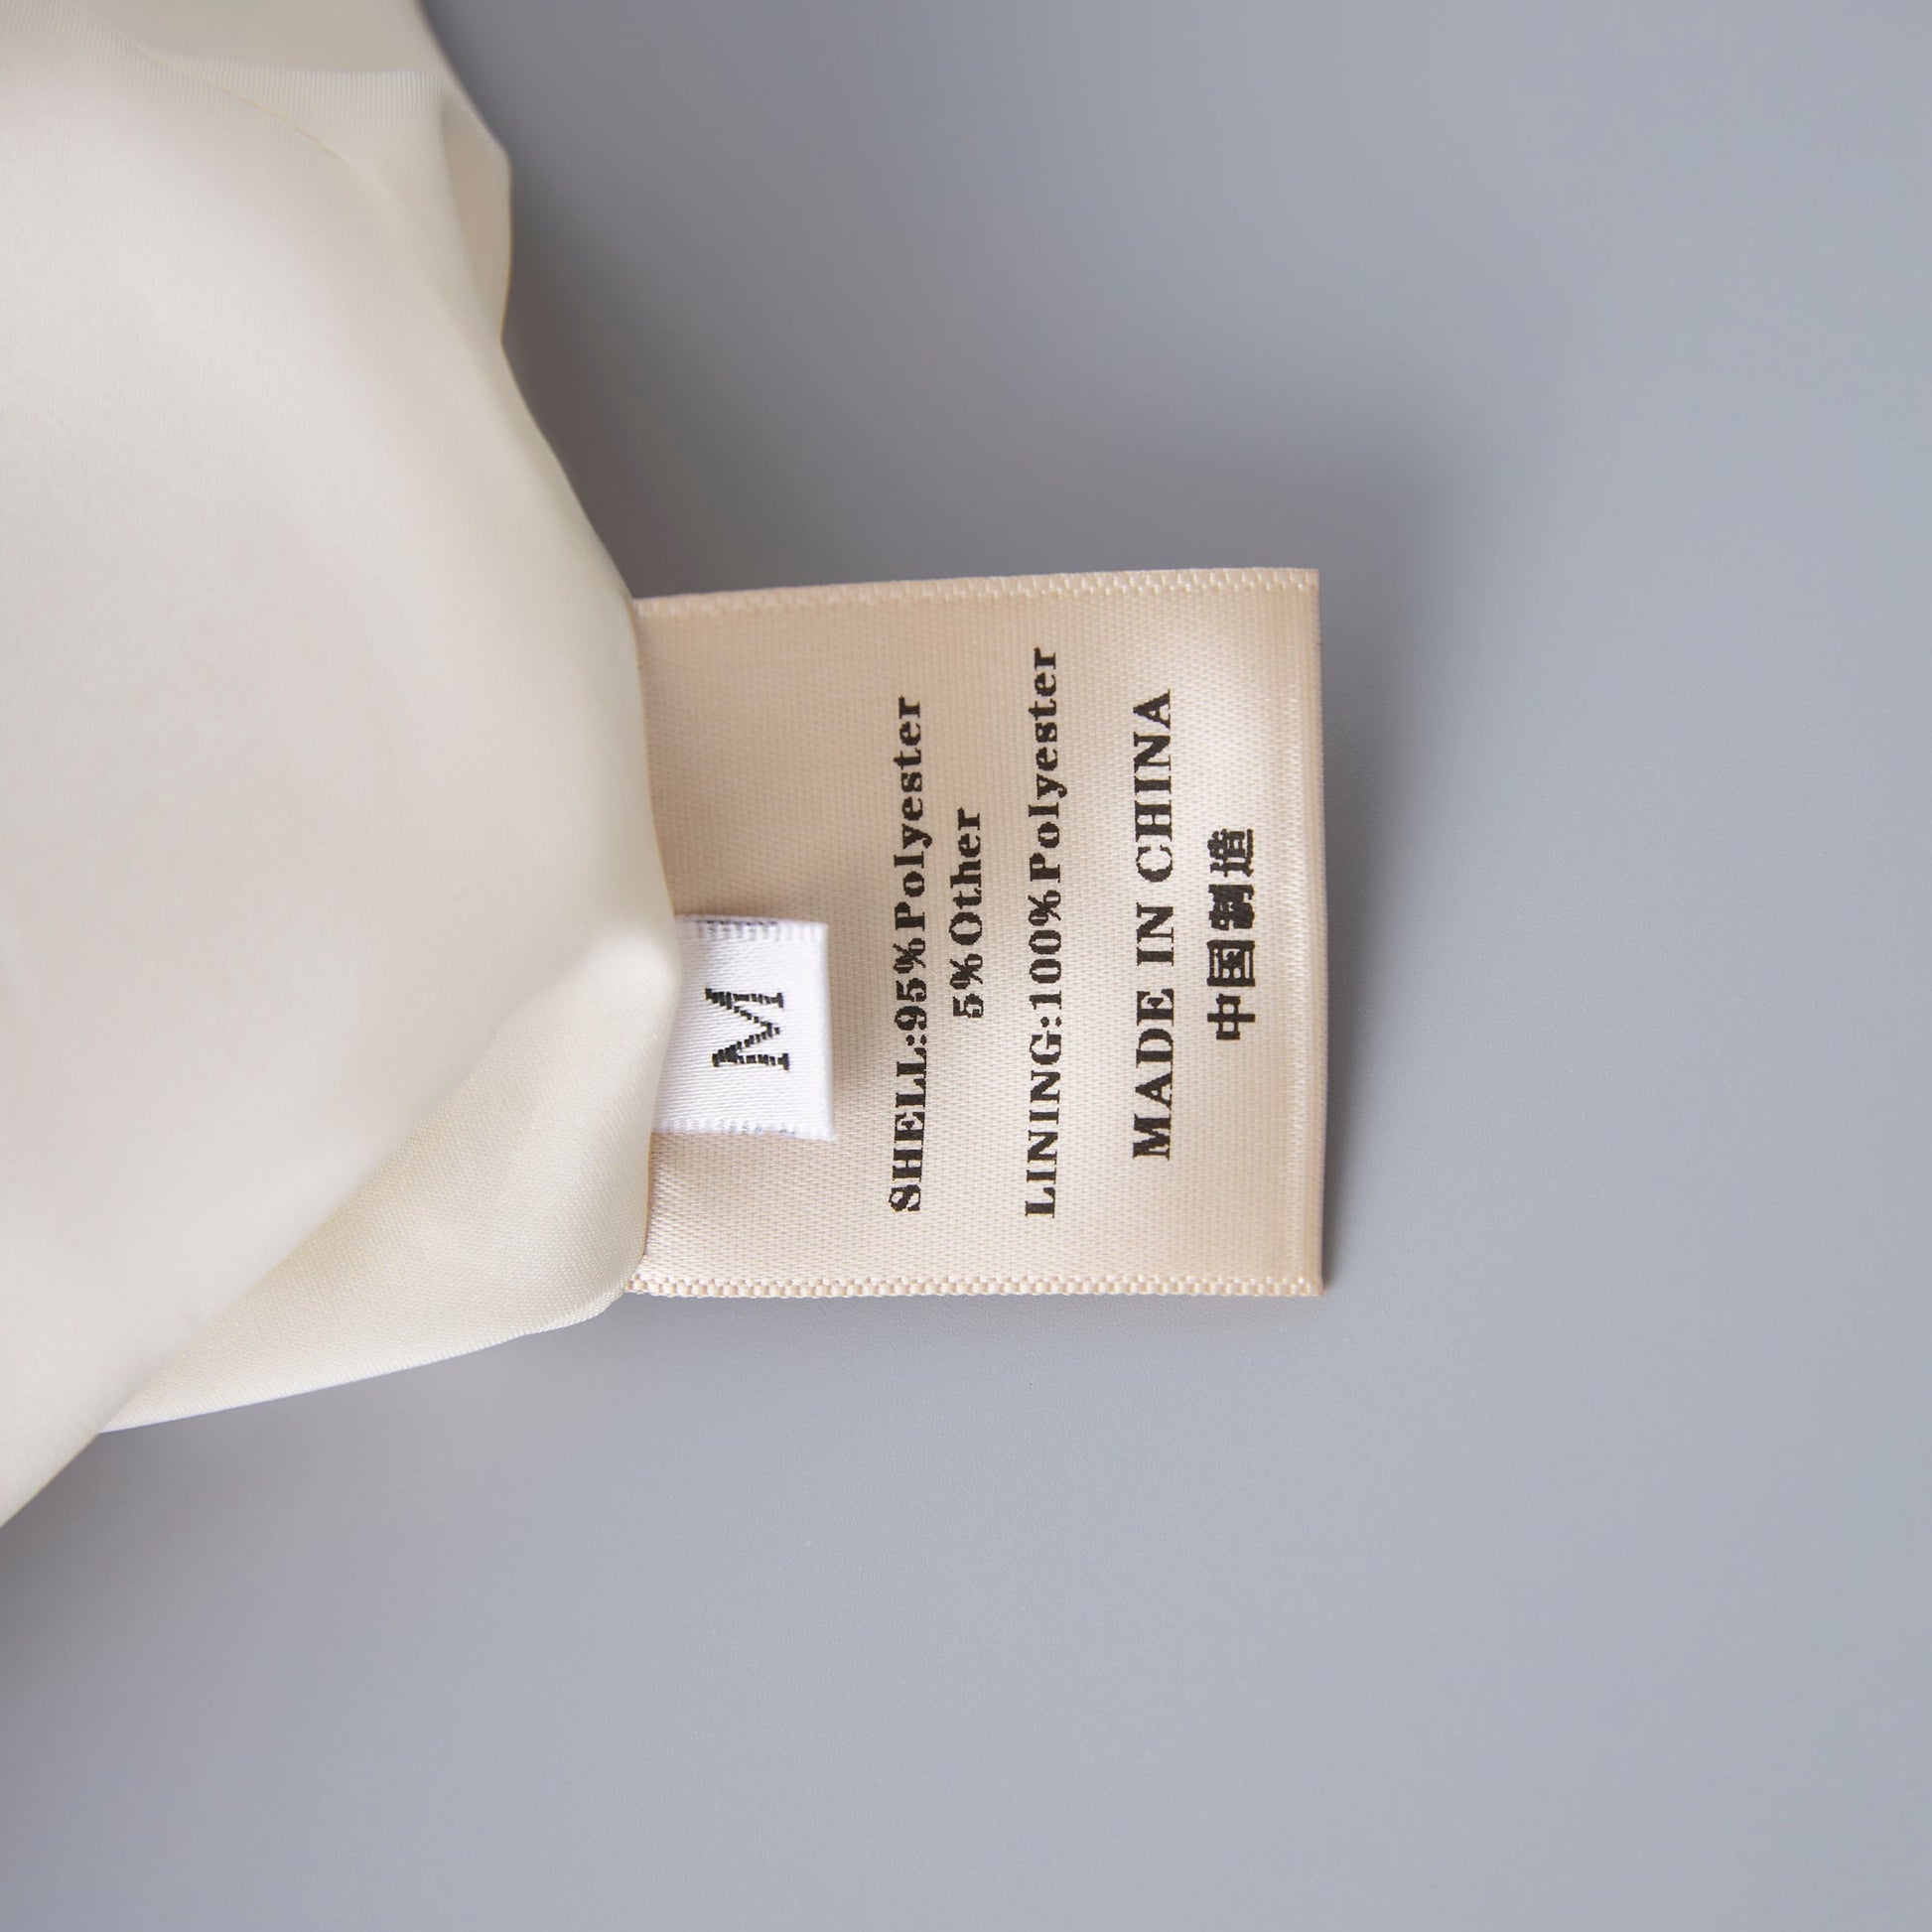 M
SHELL:95%Polyester
5%Other
LINING:100%Polyester
MADE IN CHINA
中国制造